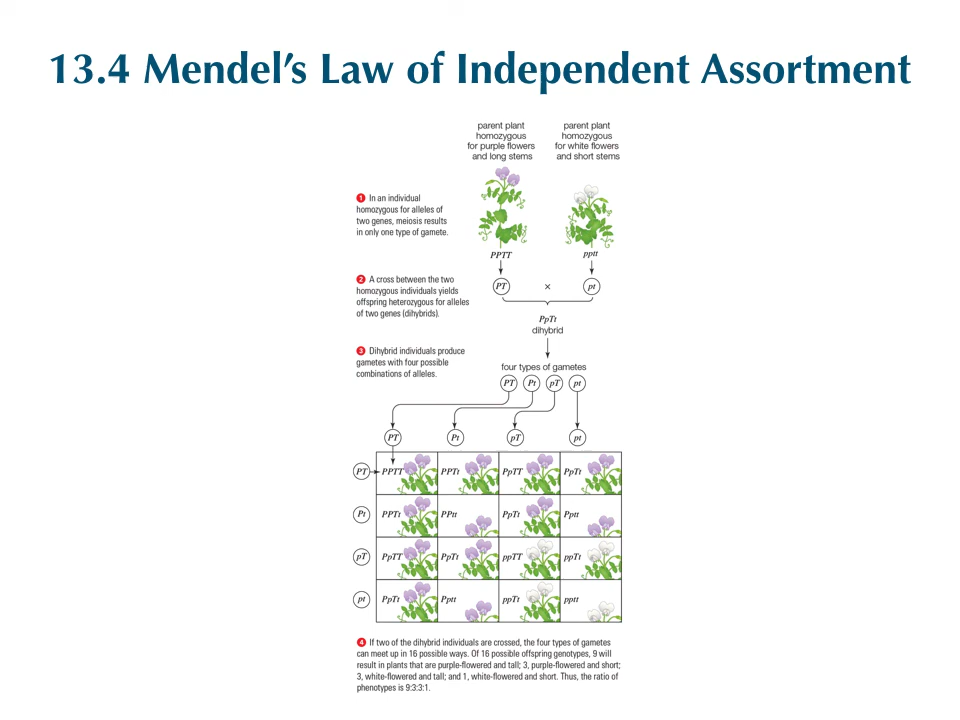 13.4 Mendel's Law of Independent Assortment
parent plant
homozygous
for purple flowers
and long stems
parent plant
homozygous
for white flowers
and short stems
1 In an individual
homozygous for alleles of
two genes, meiosis results
in only one type of gamete.
PPTT
pptt
2 A cross between the two
homozygous individuals yields
offspring heterozygous for alleles
of two genes (dihybrids).
PT × pt
PpTt
dihybrid
3 Dihybrid individuals produce
gametes with four possible
combinations of alleles.
four types of gametes
PT Pt pT pt
PT Pt pT pt
PT PPTT PPTt PpTT PpTt
Pt PPTt PPtt PpTt Pptt
pT PpTT PpTt ppTT ppTt
pt PpTt Pptt ppTt pptt
4 If two of the dihybrid individuals are crossed, the four types of gametes
can meet up in 16 possible ways. Of 16 possible offspring genotypes, 9 will
result in plants that are purple-flowered and tall; 3, purple-flowered and short;
3, white-flowered and tall; and 1, white-flowered and short. Thus, the ratio of
phenotypes is 9:3:3:1.